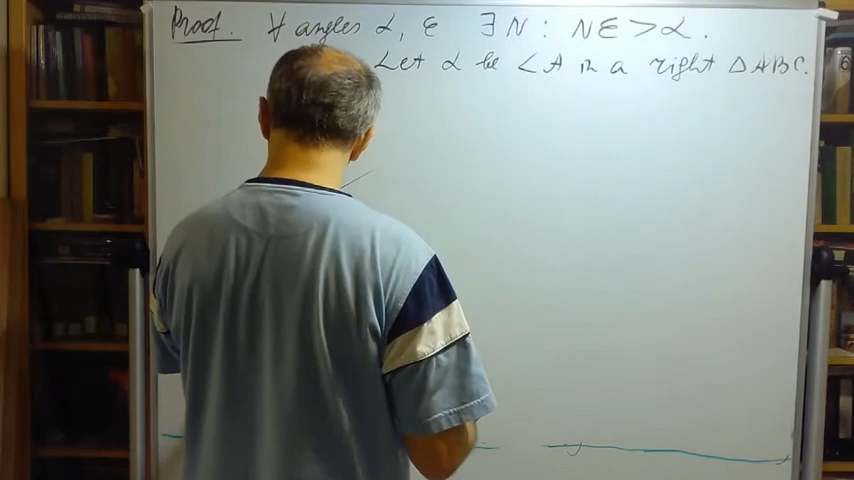 Proof. ∀ angles α, ε ∃ N : Nε > α.
Let α be ∠A in a right △ABC.